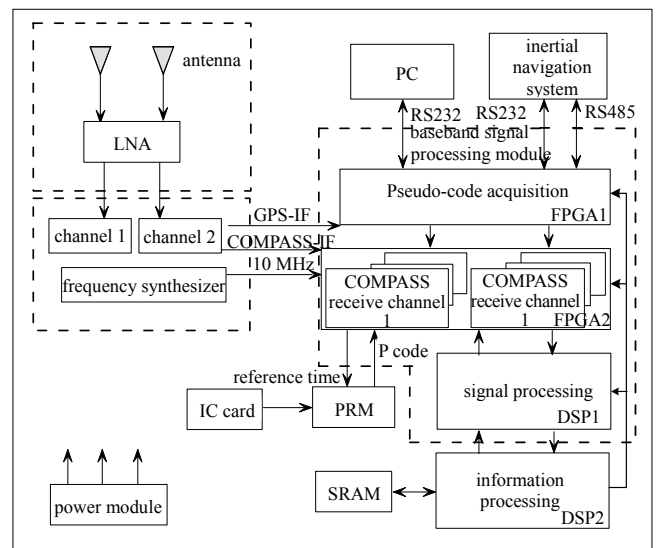 antenna
LNA
PC
inertial
navigation
system
RS232
RS232
RS485
baseband signal
processing module
Pseudo-code acquisition
FPGA1
channel 1
channel 2
GPS-IF
COMPASS-IF
10 MHz
frequency synthesizer
COMPASS
receive channel
1
COMPASS
receive channel
1
FPGA2
P code
reference time
IC card
PRM
signal processing
DSP1
SRAM
information
processing
DSP2
power module